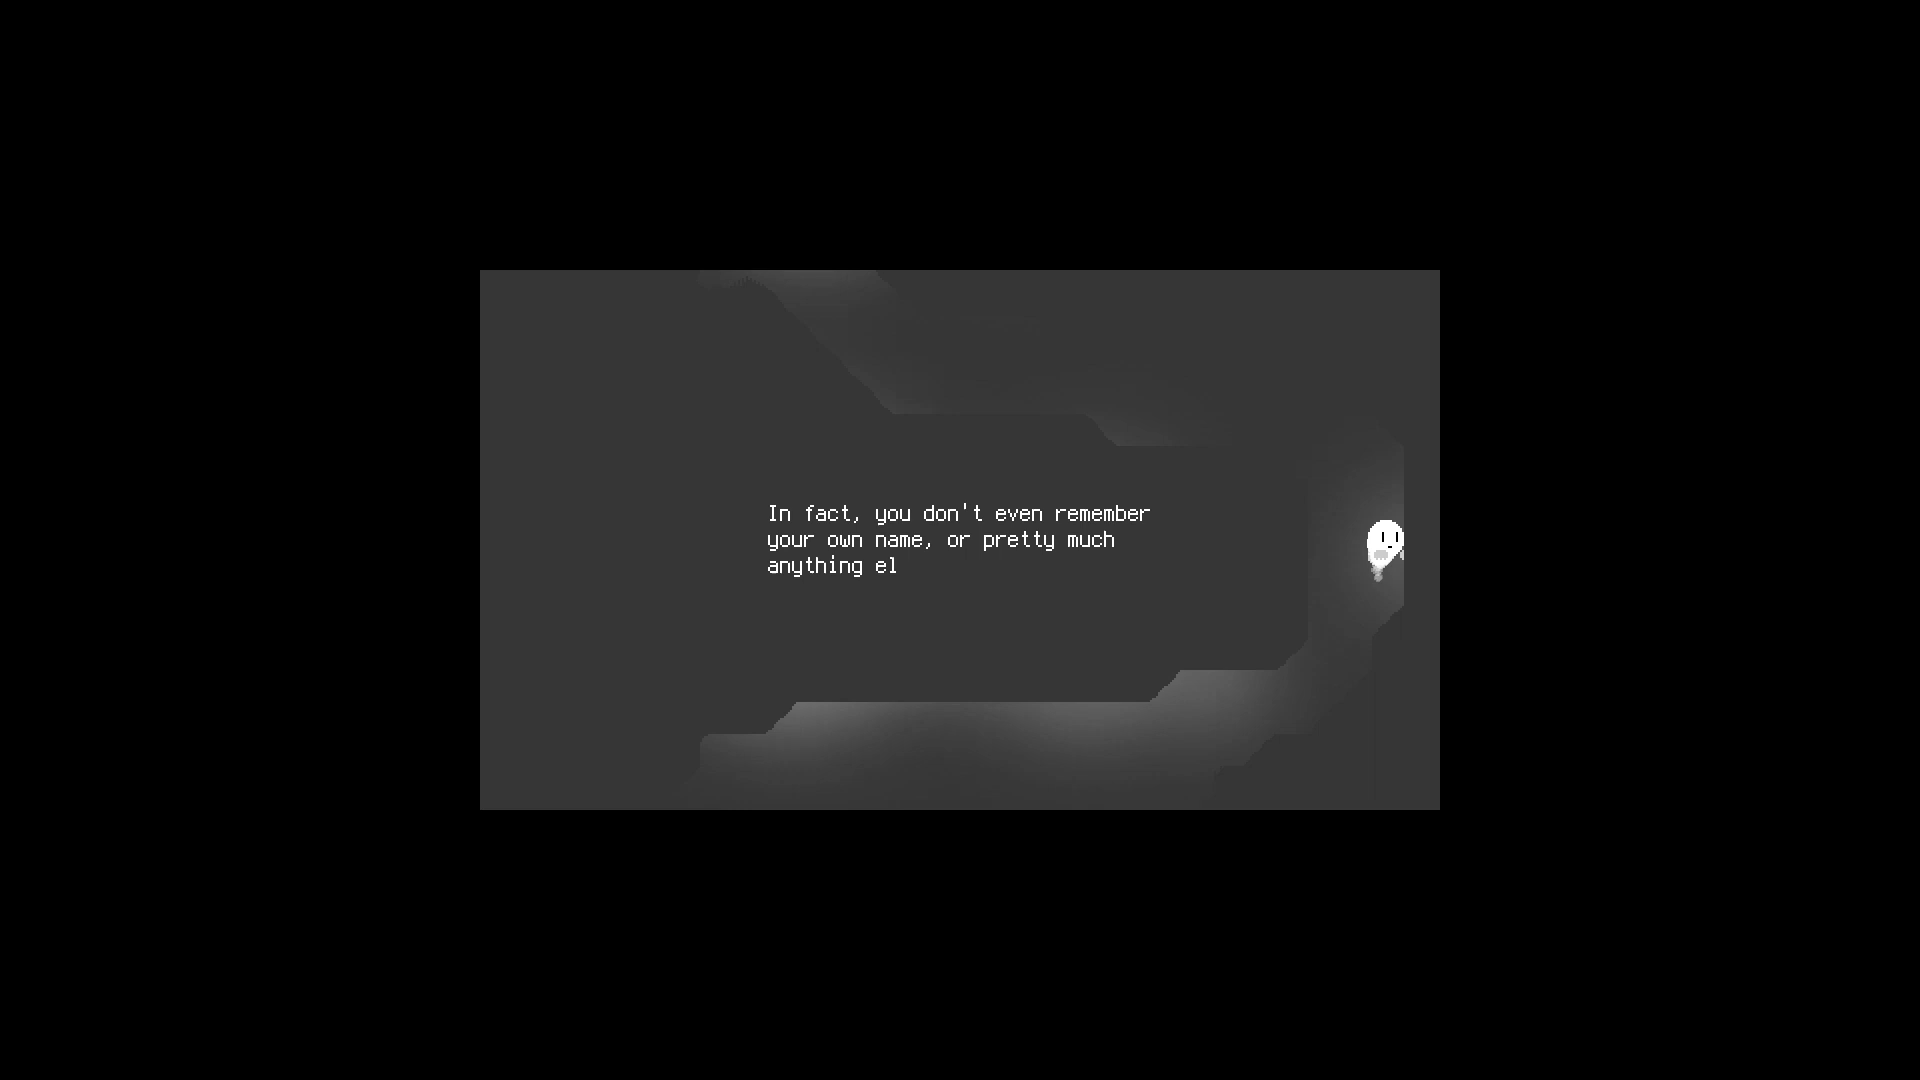 In fact, you don't even remember
your own name, or pretty much
anything el